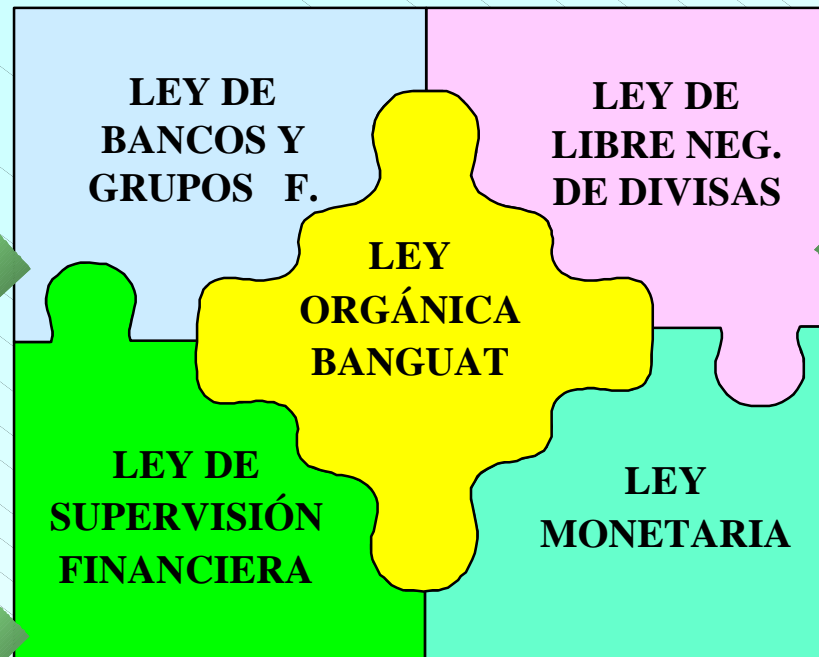 LEY DE
BANCOS Y
GRUPOS F.
LEY DE
LIBRE NEG.
DE DIVISAS
LEY
ORGÁNICA
BANGUAT
LEY DE
SUPERVISIÓN
FINANCIERA
LEY
MONETARIA